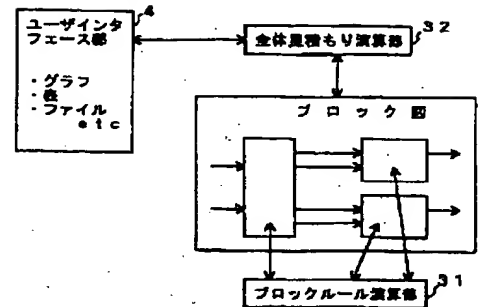 ユーザインタ
フェース部
・グラフ
・表
・ファイル
etc
4
全体見積もり演算部
32
ブロック図
ブロックルール演算部
31